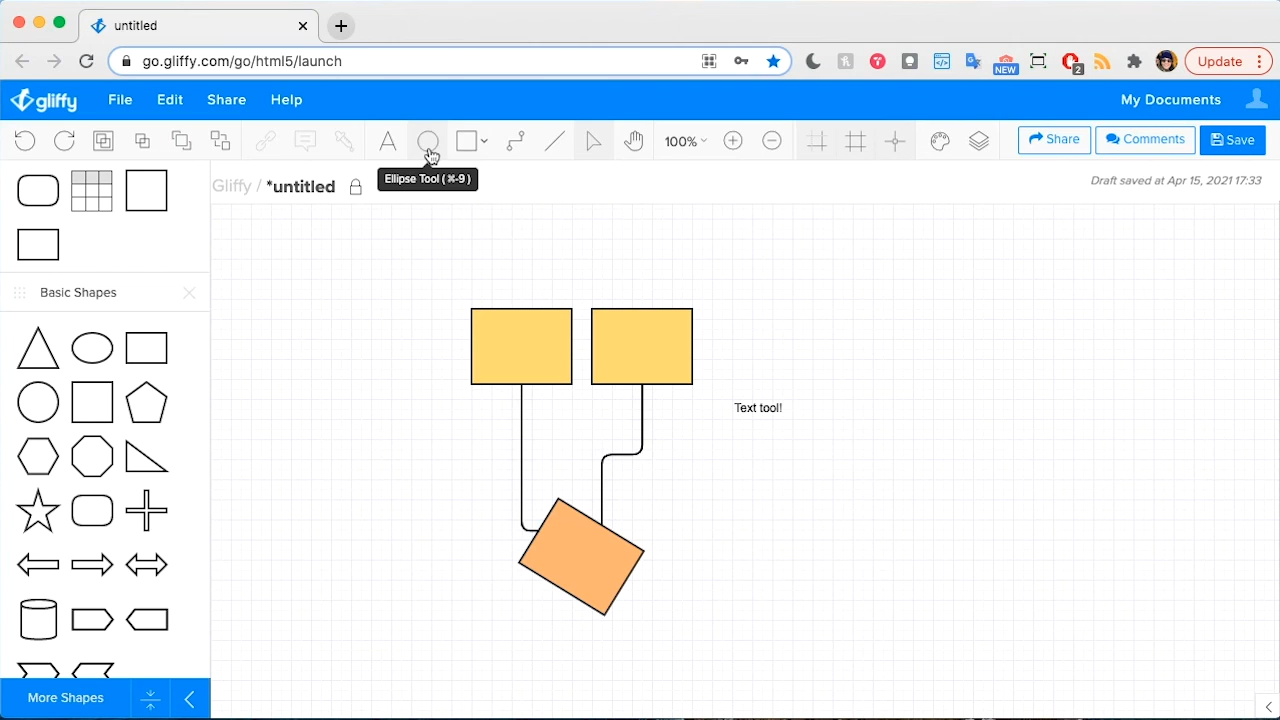 untitled
go.gliffy.com/go/html5/launch
NEW
2
Update
gliffy
File
Edit
Share
Help
My Documents
100%
Share
Comments
Save
Ellipse Tool (⌘-9)
Gliffy / *untitled
Draft saved at Apr 15, 2021 17:33
Basic Shapes
Text tool!
More Shapes